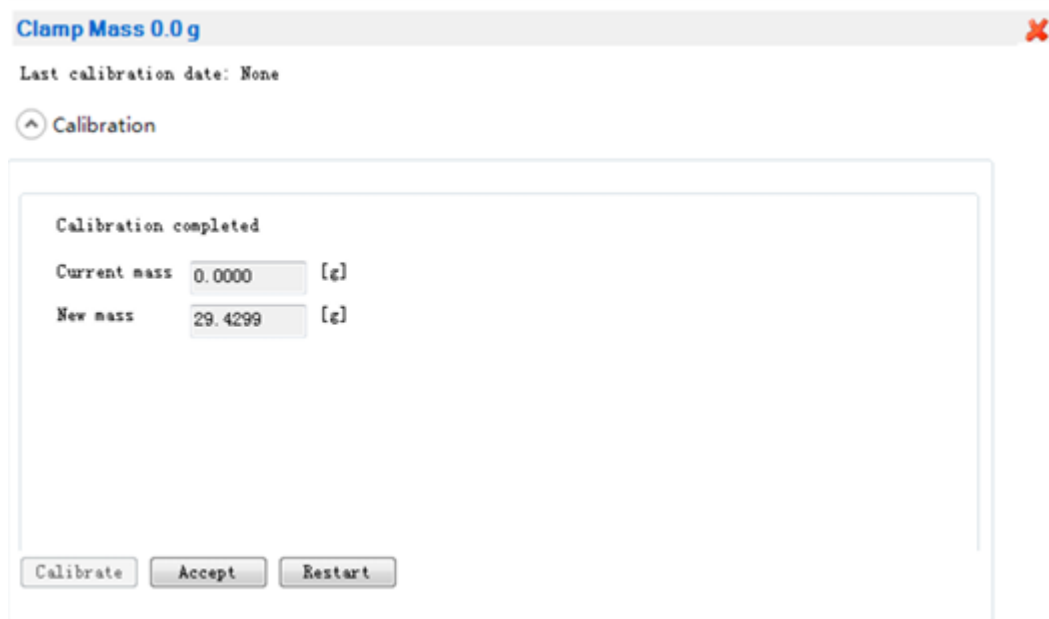 Clamp Mass 0.0 g
Last calibration date: None
Calibration
Calibration completed
Current mass 0.0000 [g]
New mass 29.4299 [g]
Calibrate Accept Restart